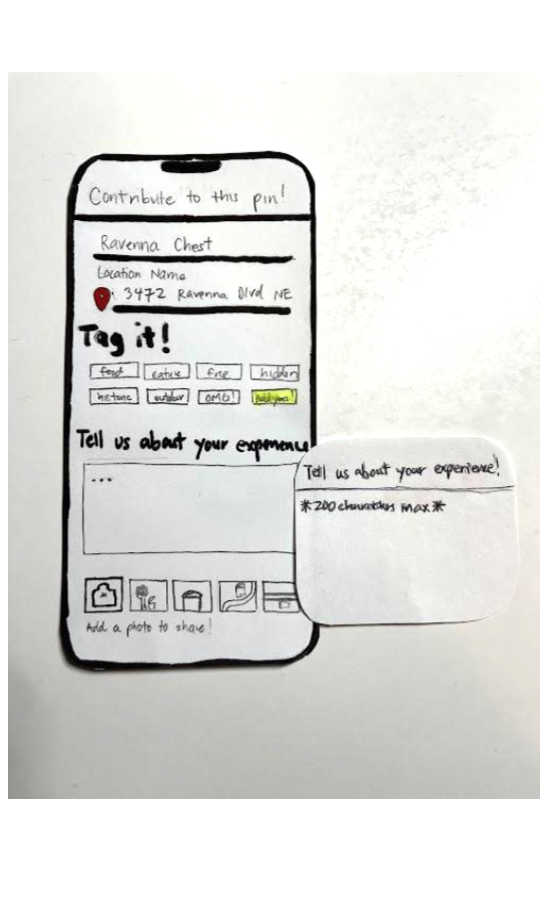 Contribute to this pin!
Ravenna Chest
Location Name
3472 Ravenna Blvd NE
Tag it!
food nature free hidden
historic outdoor OMG!
Tell us about your experience
...
Add a photo to share!
Tell us about your experience!
*200 characters max*